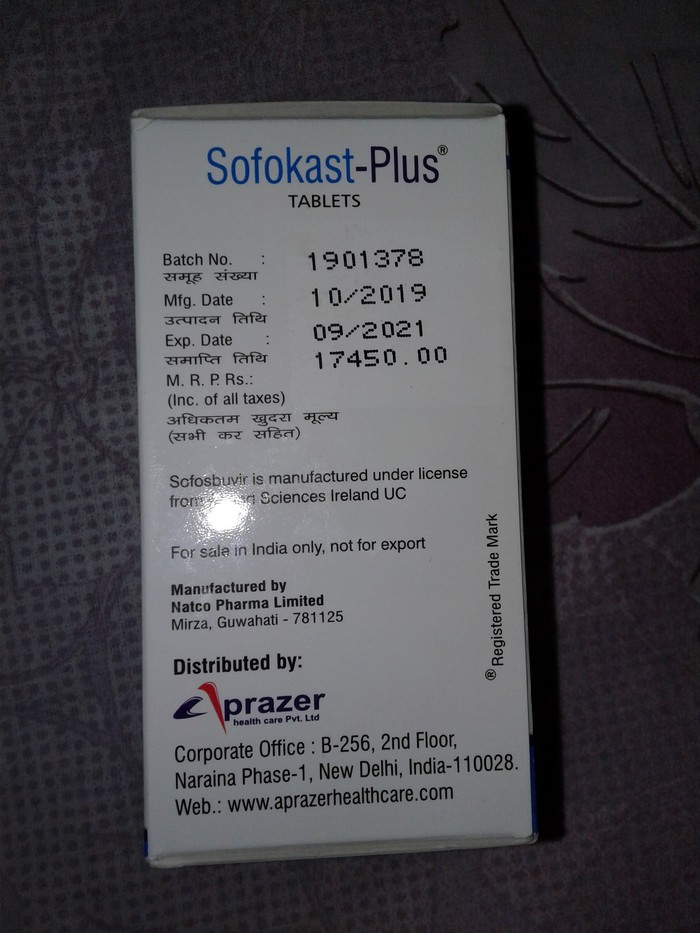 Sofokast-Plus®
TABLETS
Batch No. : 1901378
समूह संख्या
Mfg. Date : 10/2019
उत्पादन तिथि
Exp. Date : 09/2021
समाप्ति तिथि 17450.00
M. R. P. Rs.:
(Inc. of all taxes)
अधिकतम खुदरा मूल्य
(सभी कर सहित)
Sofosbuvir is manufactured under license
from Sciences Ireland UC
For sale in India only, not for export
Manufactured by
Natco Pharma Limited
Mirza, Guwahati - 781125
® Registered Trade Mark
Distributed by:
Aprazer
health care Pvt. Ltd
Corporate Office : B-256, 2nd Floor,
Naraina Phase-1, New Delhi, India-110028.
Web.: www.aprazerhealthcare.com